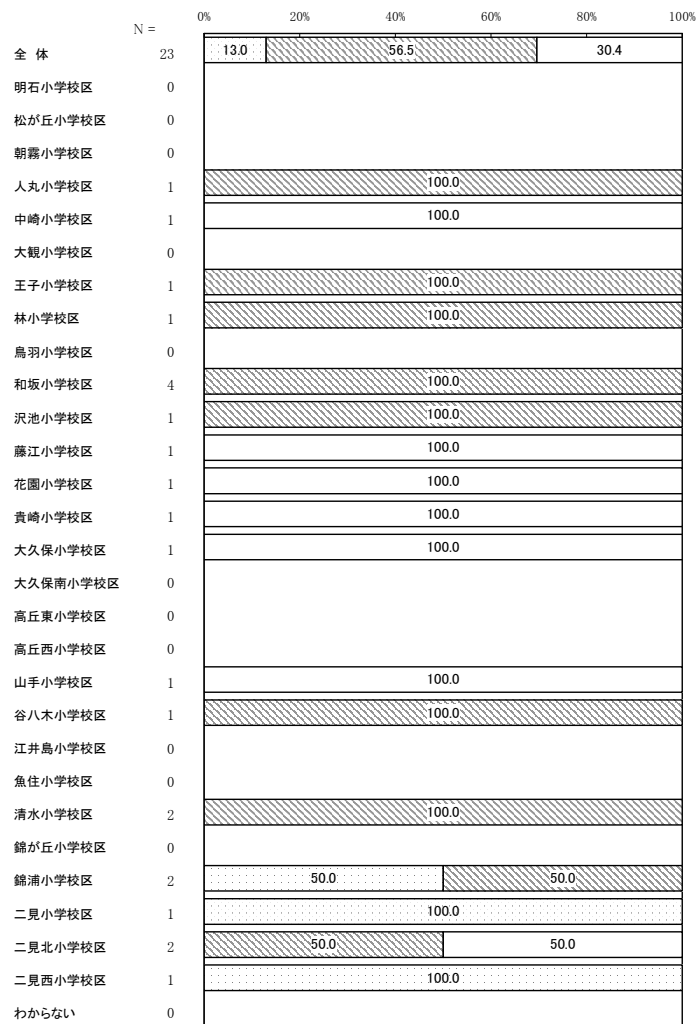 0% 20% 40% 60% 80% 100%
N =
全 体 23 13.0 56.5 30.4
明石小学校区 0
松が丘小学校区 0
朝霧小学校区 0
人丸小学校区 1 100.0
中崎小学校区 1 100.0
大観小学校区 0
王子小学校区 1 100.0
林小学校区 1 100.0
鳥羽小学校区 0
和坂小学校区 4 100.0
沢池小学校区 1 100.0
藤江小学校区 1 100.0
花園小学校区 1 100.0
貴崎小学校区 1 100.0
大久保小学校区 1 100.0
大久保南小学校区 0
高丘東小学校区 0
高丘西小学校区 0
山手小学校区 1 100.0
谷八木小学校区 1 100.0
江井島小学校区 0
魚住小学校区 0
清水小学校区 2 100.0
錦が丘小学校区 0
錦浦小学校区 2 50.0 50.0
二見小学校区 1 100.0
二見北小学校区 2 50.0 50.0
二見西小学校区 1 100.0
わからない 0